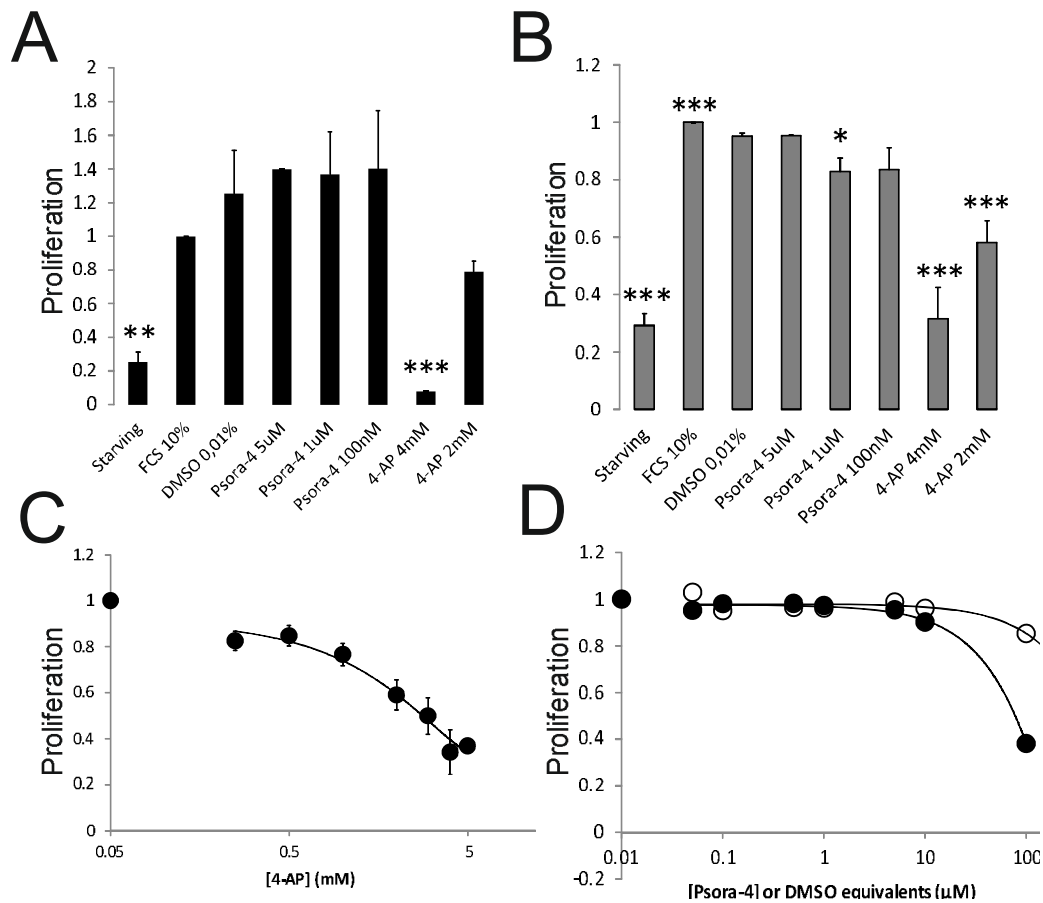 A
Proliferation
2
1.8
1.6
1.4
1.2
1
0.8
0.6
0.4
0.2
0
**
***
Starving
FCS 10%
DMSO 0,01%
Psora-4 5uM
Psora-4 1uM
Psora-4 100nM
4-AP 4mM
4-AP 2mM
B
Proliferation
1.2
1
0.8
0.6
0.4
0.2
0
***
***
*
***
***
Starving
FCS 10%
DMSO 0,01%
Psora-4 5uM
Psora-4 1uM
Psora-4 100nM
4-AP 4mM
4-AP 2mM
C
Proliferation
1.2
1
0.8
0.6
0.4
0.2
0
0.05
0.5
5
[4-AP] (mM)
D
Proliferation
1.2
1
0.8
0.6
0.4
0.2
0
-0.2
0.01
0.1
1
10
100
[Psora-4] or DMSO equivalents (µM)